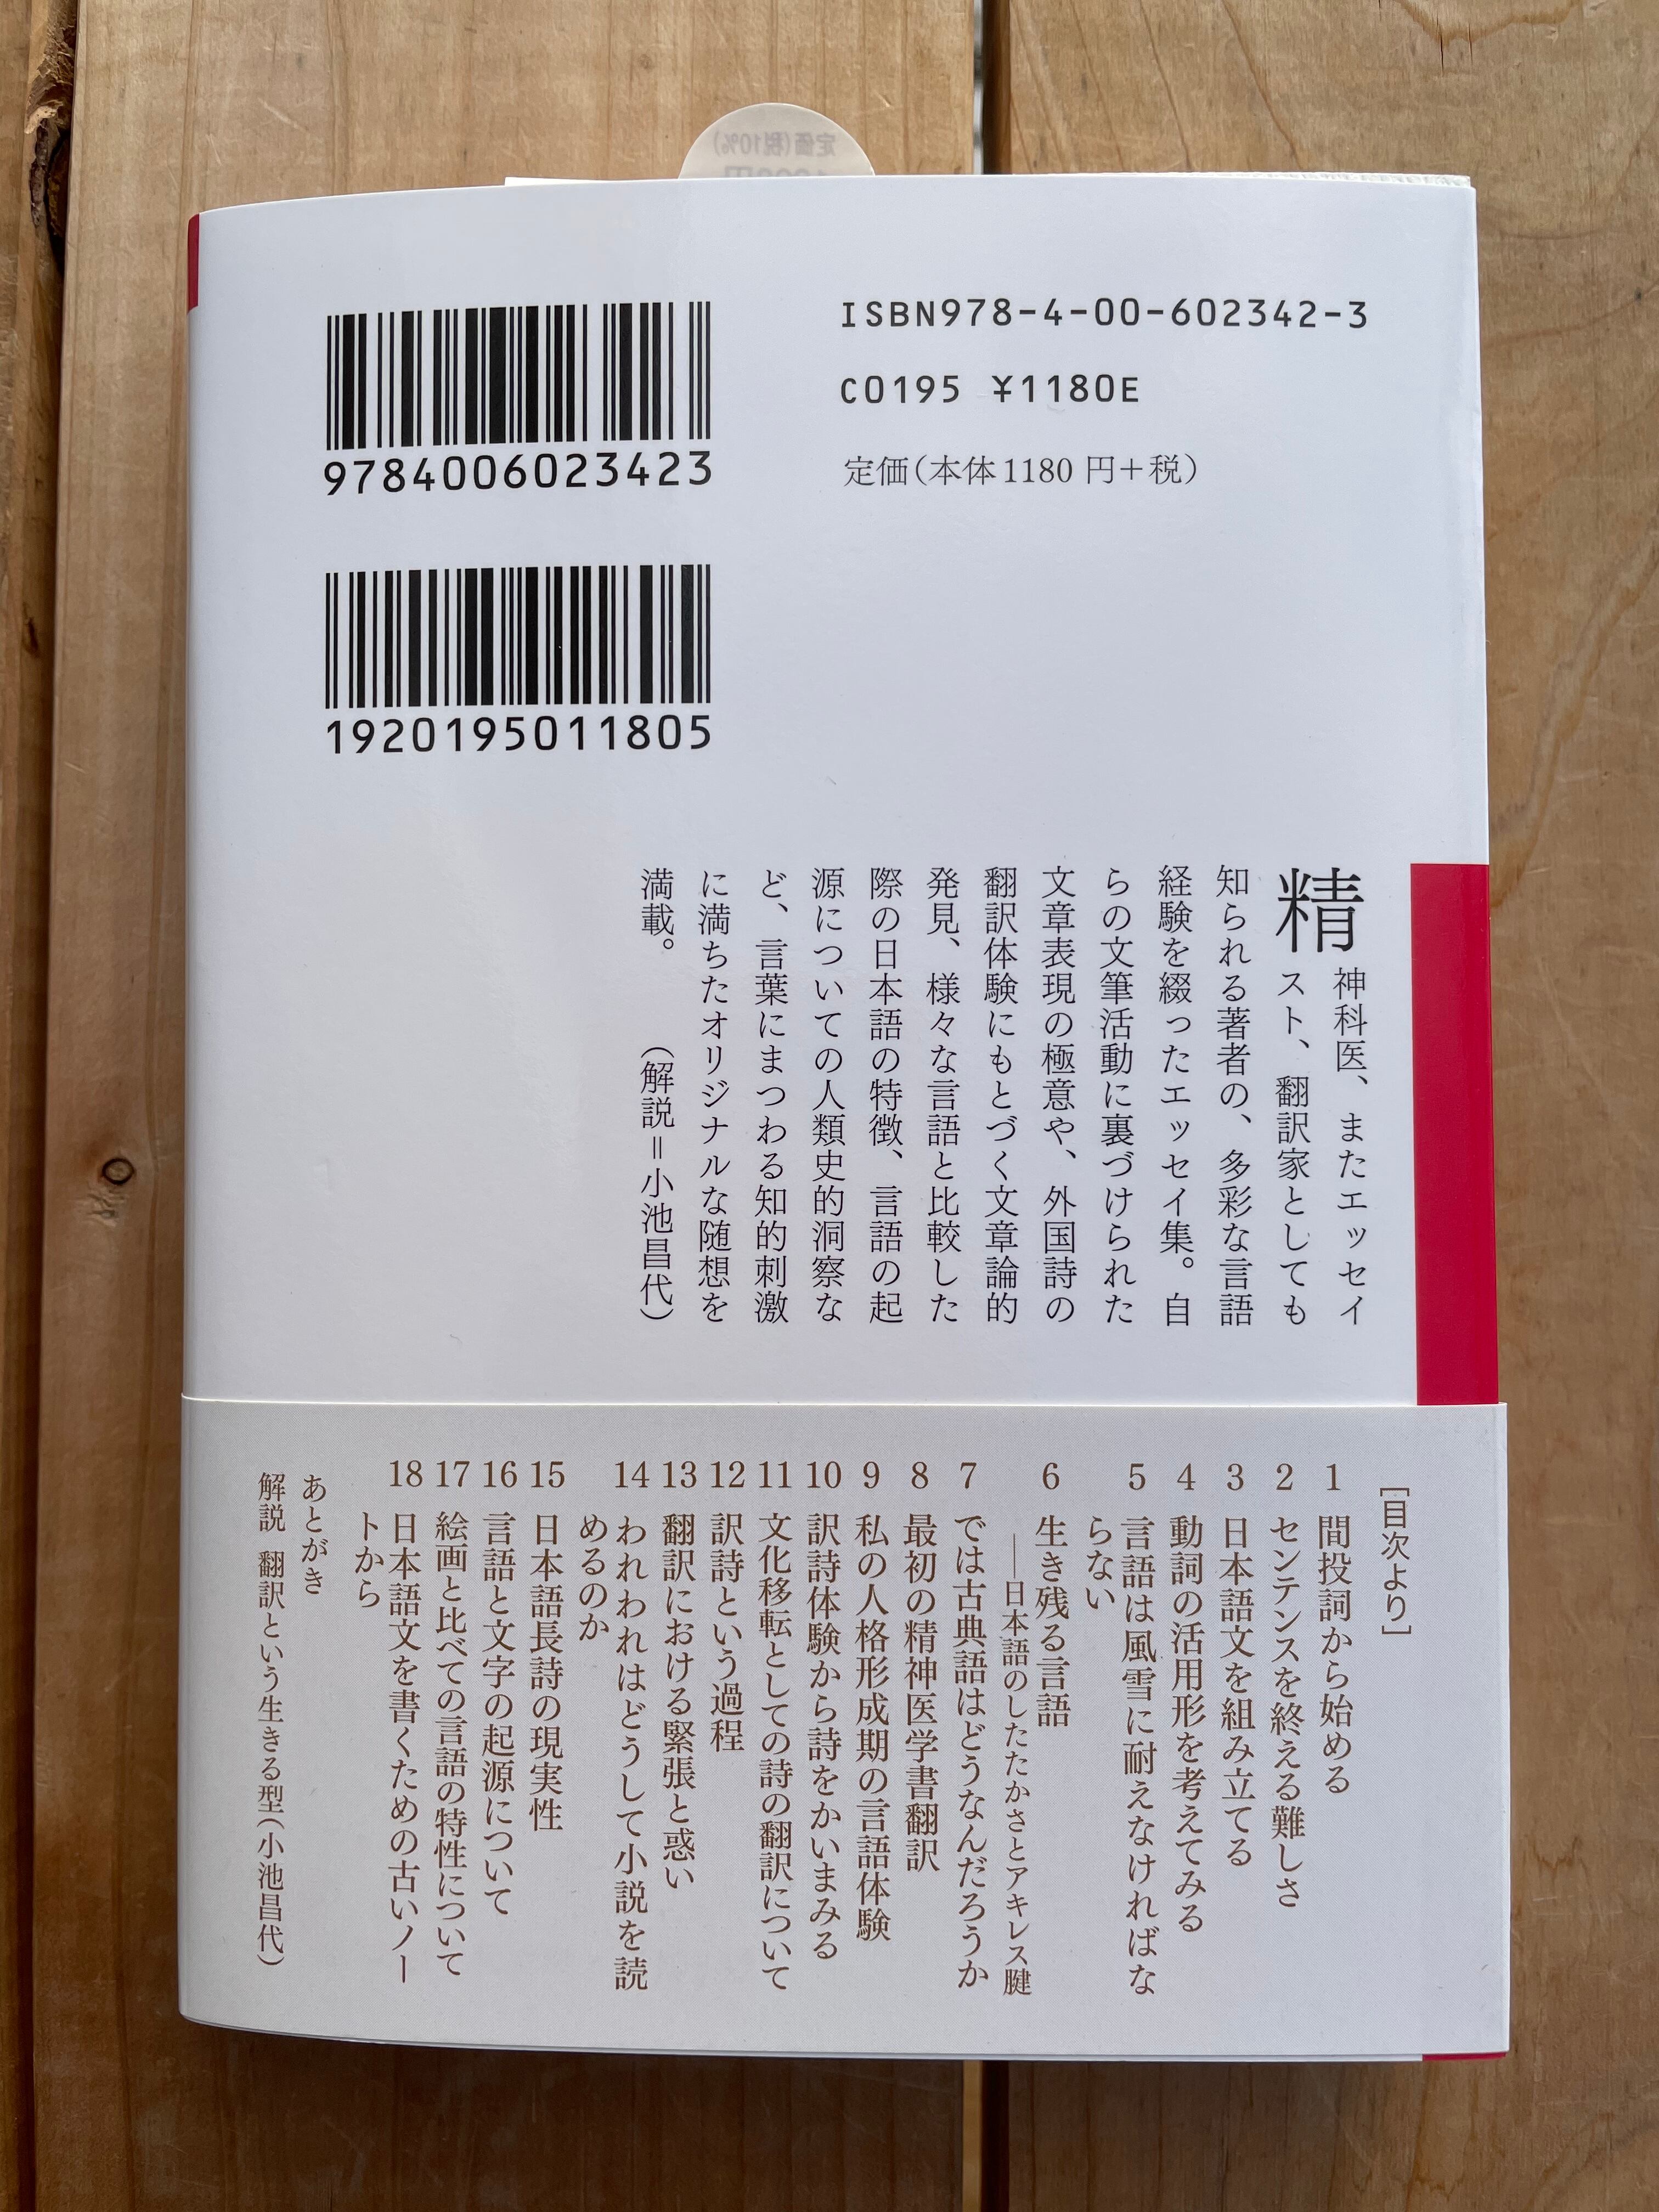 定価(税10%)
ISBN978-4-00-602342-3
C0195 ¥1180E
定価(本体1180 円+税)
9784006023423
1920195011805
精神科医、またエッセイ
スト、翻訳家としても
知られる著者の、多彩な言語
経験を綴ったエッセイ集。自
らの文筆活動に裏づけられた
文章表現の極意や、外国詩の
翻訳体験にもとづく文章論的
発見、様々な言語と比較した
際の日本語の特徴、言語の起
源についての人類史的洞察な
ど、言葉にまつわる知的刺激
に満ちたオリジナルな随想を
満載。 (解説=小池昌代)
[目次より]
1 間投詞から始める
2 センテンスを終える難しさ
3 日本語文を組み立てる
4 動詞の活用形を考えてみる
5 言語は風雪に耐えなければな
らない
6 生き残る言語
――日本語のしたたかさとアキレス腱
7 では古典語はどうなんだろうか
8 最初の精神医学書翻訳
9 私の人格形成期の言語体験
10 訳詩体験から詩をかいまみる
11 文化移転としての詩の翻訳について
12 訳詩という過程
13 翻訳における緊張と惑い
14 われわれはどうして小説を読
めるのか
15 日本語長詩の現実性
16 言語と文字の起源について
17 絵画と比べての言語の特性について
18 日本語文を書くための古いノー
トから
あとがき
解説 翻訳という生きる型(小池昌代)